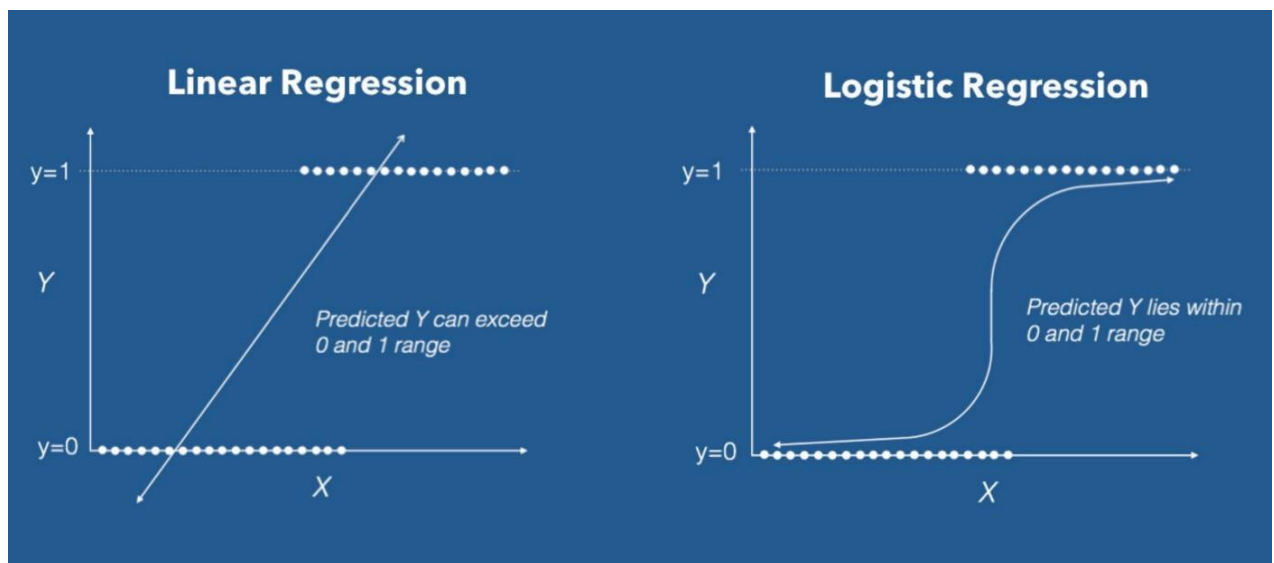 Linear Regression
y=1
Y
Predicted Y can exceed
0 and 1 range
y=0
X
Logistic Regression
y=1
Y
Predicted Y lies within
0 and 1 range
y=0
X